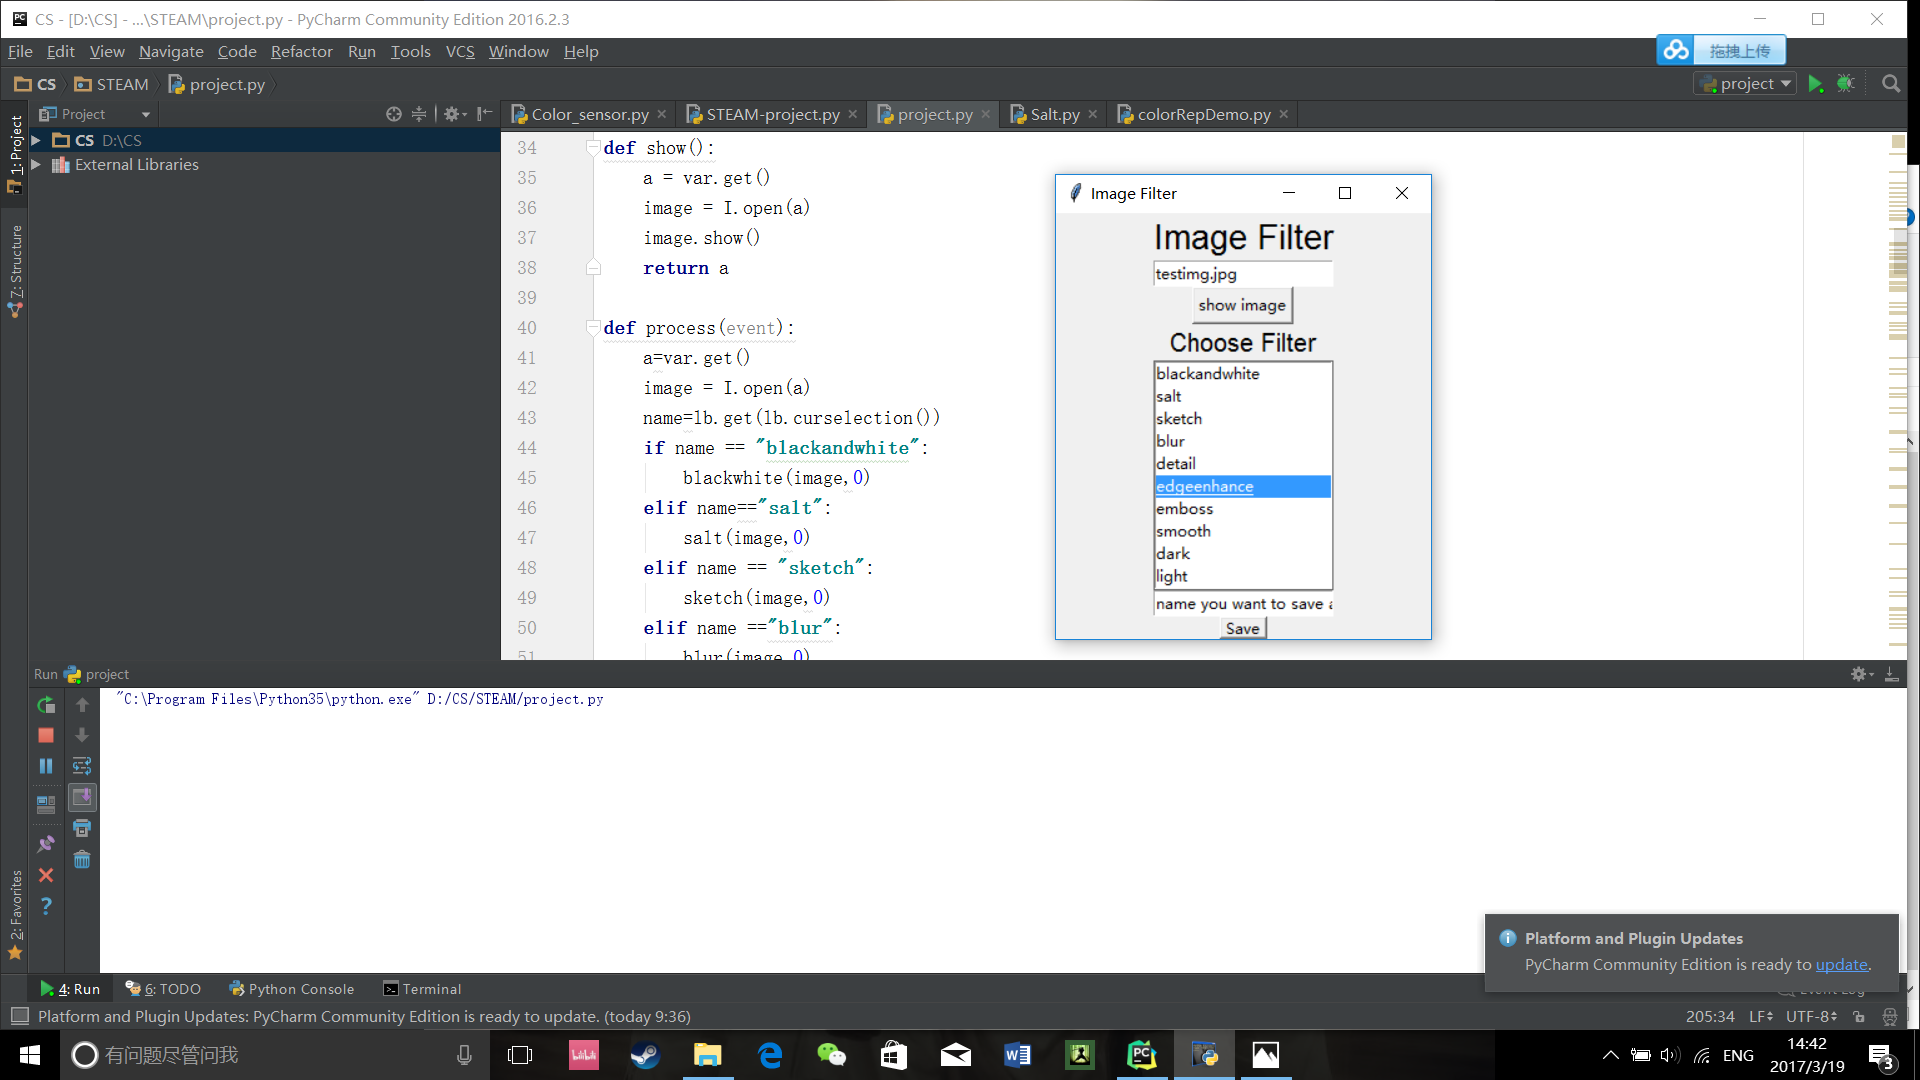 CS - [D:\CS] - ...\STEAM\project.py - PyCharm Community Edition 2016.2.3
File Edit View Navigate Code Refactor Run Tools VCS Window Help
拖拽上传
CS STEAM project.py
project
Project
Color_sensor.py STEAM-project.py project.py Salt.py colorRepDemo.py
1: Project
7: Structure
2: Favorites
CS D:\CS
External Libraries
34 def show():
35 a = var.get()
36 image = I.open(a)
37 image.show()
38 return a
39
40 def process(event):
41 a=var.get()
42 image = I.open(a)
43 name=lb.get(lb.curselection())
44 if name == "blackandwhite":
45 blackwhite(image,0)
46 elif name=="salt":
47 salt(image,0)
48 elif name == "sketch":
49 sketch(image,0)
50 elif name =="blur":
51 blur(image,0)
Image Filter
Image Filter
testimg.jpg
show image
Choose Filter
blackandwhite
salt
sketch
blur
detail
edgeenhance
emboss
smooth
dark
light
name you want to save a
Save
Run project
"C:\Program Files\Python35\python.exe" D:/CS/STEAM/project.py
Platform and Plugin Updates
PyCharm Community Edition is ready to update.
4: Run 6: TODO Python Console Terminal Event Log
Platform and Plugin Updates: PyCharm Community Edition is ready to update. (today 9:36)
205:34 LF UTF-8
有问题尽管问我
ENG
14:42
2017/3/19
3